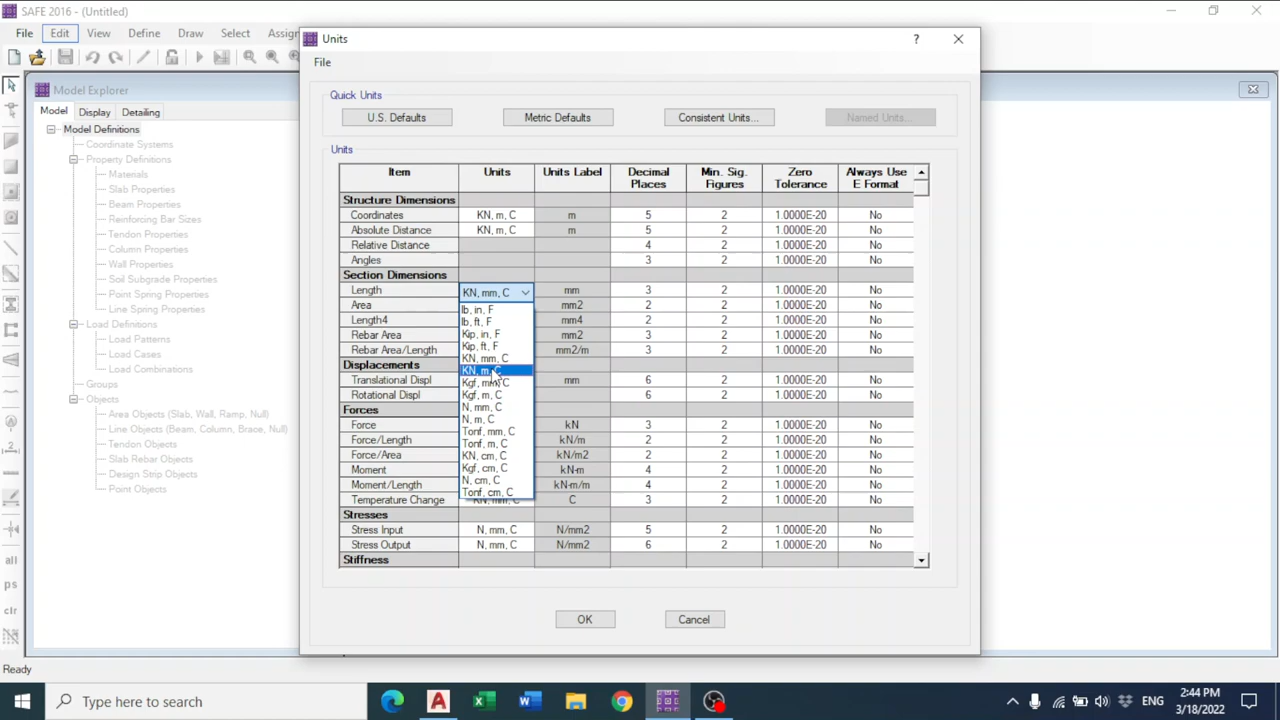 SAFE 2016 - (Untitled)
File Edit View Define Draw Select Assign
Model Explorer
Model Display Detailing
Model Definitions
Coordinate Systems
Property Definitions
Materials
Slab Properties
Beam Properties
Reinforcing Bar Sizes
Tendon Properties
Column Properties
Wall Properties
Soil Subgrade Properties
Point Spring Properties
Line Spring Properties
Load Definitions
Load Patterns
Load Cases
Load Combinations
Groups
Objects
Area Objects (Slab, Wall, Ramp, Null)
Line Objects (Beam, Column, Brace, Null)
Tendon Objects
Slab Rebar Objects
Design Strip Objects
Point Objects
all
ps
clr
Units
?
File
Quick Units
U.S. Defaults Metric Defaults Consistent Units... Named Units...
Units
Item Units Units Label Decimal Places Min. Sig. Figures Zero Tolerance Always Use E Format
Structure Dimensions
Coordinates KN, m, C m 5 2 1.0000E-20 No
Absolute Distance KN, m, C m 5 2 1.0000E-20 No
Relative Distance 4 2 1.0000E-20 No
Angles 3 2 1.0000E-20 No
Section Dimensions
Length KN, mm, C mm 3 2 1.0000E-20 No
Area mm2 2 2 1.0000E-20 No
Length4 mm4 2 2 1.0000E-20 No
Rebar Area mm2 3 2 1.0000E-20 No
Rebar Area/Length mm2/m 3 2 1.0000E-20 No
Displacements
Translational Displ mm 6 2 1.0000E-20 No
Rotational Displ 6 2 1.0000E-20 No
Forces
Force kN 3 2 1.0000E-20 No
Force/Length kN/m 2 2 1.0000E-20 No
Force/Area kN/m2 2 2 1.0000E-20 No
Moment kN-m 4 2 1.0000E-20 No
Moment/Length kN-m/m 4 2 1.0000E-20 No
Temperature Change KN, mm, C C 3 2 1.0000E-20 No
Stresses
Stress Input N, mm, C N/mm2 5 2 1.0000E-20 No
Stress Output N, mm, C N/mm2 6 2 1.0000E-20 No
Stiffness
lb, in, F
lb, ft, F
Kip, in, F
Kip, ft, F
KN, mm, C
KN, m, C
Kgf, mm, C
Kgf, m, C
N, mm, C
N, m, C
Tonf, mm, C
Tonf, m, C
KN, cm, C
Kgf, cm, C
N, cm, C
Tonf, cm, C
OK Cancel
Ready
Type here to search
ENG
2:44 PM
3/18/2022